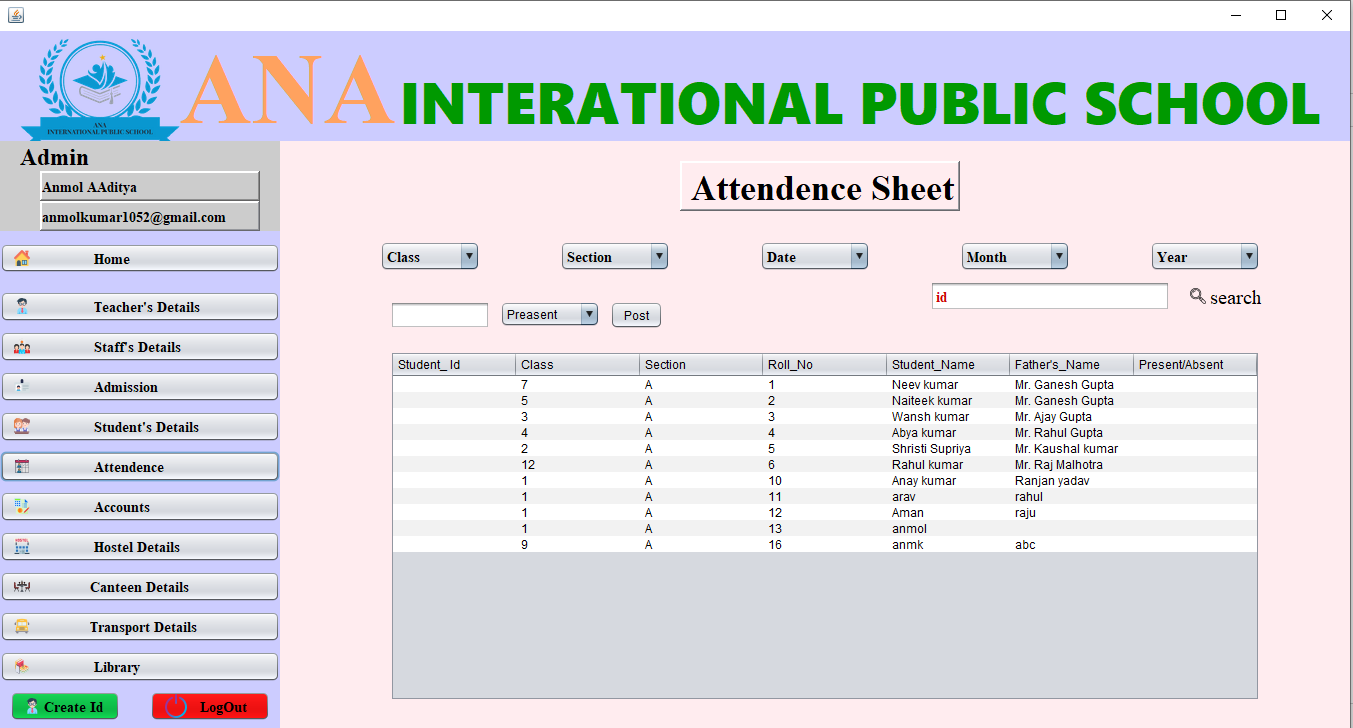 ANA INTERATIONAL PUBLIC SCHOOL
ANA
INTERNATIONAL PUBLIC SCHOOL
Admin
Anmol AAditya
anmolkumar1052@gmail.com
Home
Teacher's Details
Staff's Details
Admission
Student's Details
Attendence
Accounts
Hostel Details
Canteen Details
Transport Details
Library
Create Id LogOut
Attendence Sheet
Class Section Date Month Year
id search
Preasent Post
Student_ Id Class Section Roll_No Student_Name Father's_Name Present/Absent
7 A 1 Neev kumar Mr. Ganesh Gupta
5 A 2 Naiteek kumar Mr. Ganesh Gupta
3 A 3 Wansh kumar Mr. Ajay Gupta
4 A 4 Abya kumar Mr. Rahul Gupta
2 A 5 Shristi Supriya Mr. Kaushal kumar
12 A 6 Rahul kumar Mr. Raj Malhotra
1 A 10 Anay kumar Ranjan yadav
1 A 11 arav rahul
1 A 12 Aman raju
1 A 13 anmol
9 A 16 anmk abc